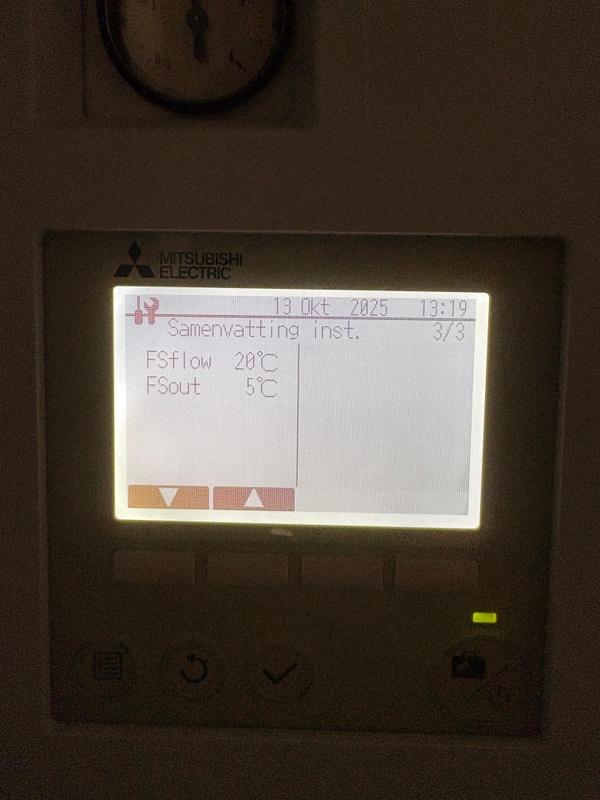 MITSUBISHI
ELECTRIC
13 Okt 2025 13:19
Samenvatting inst. 3/3
FSflow 20℃
FSout 5℃